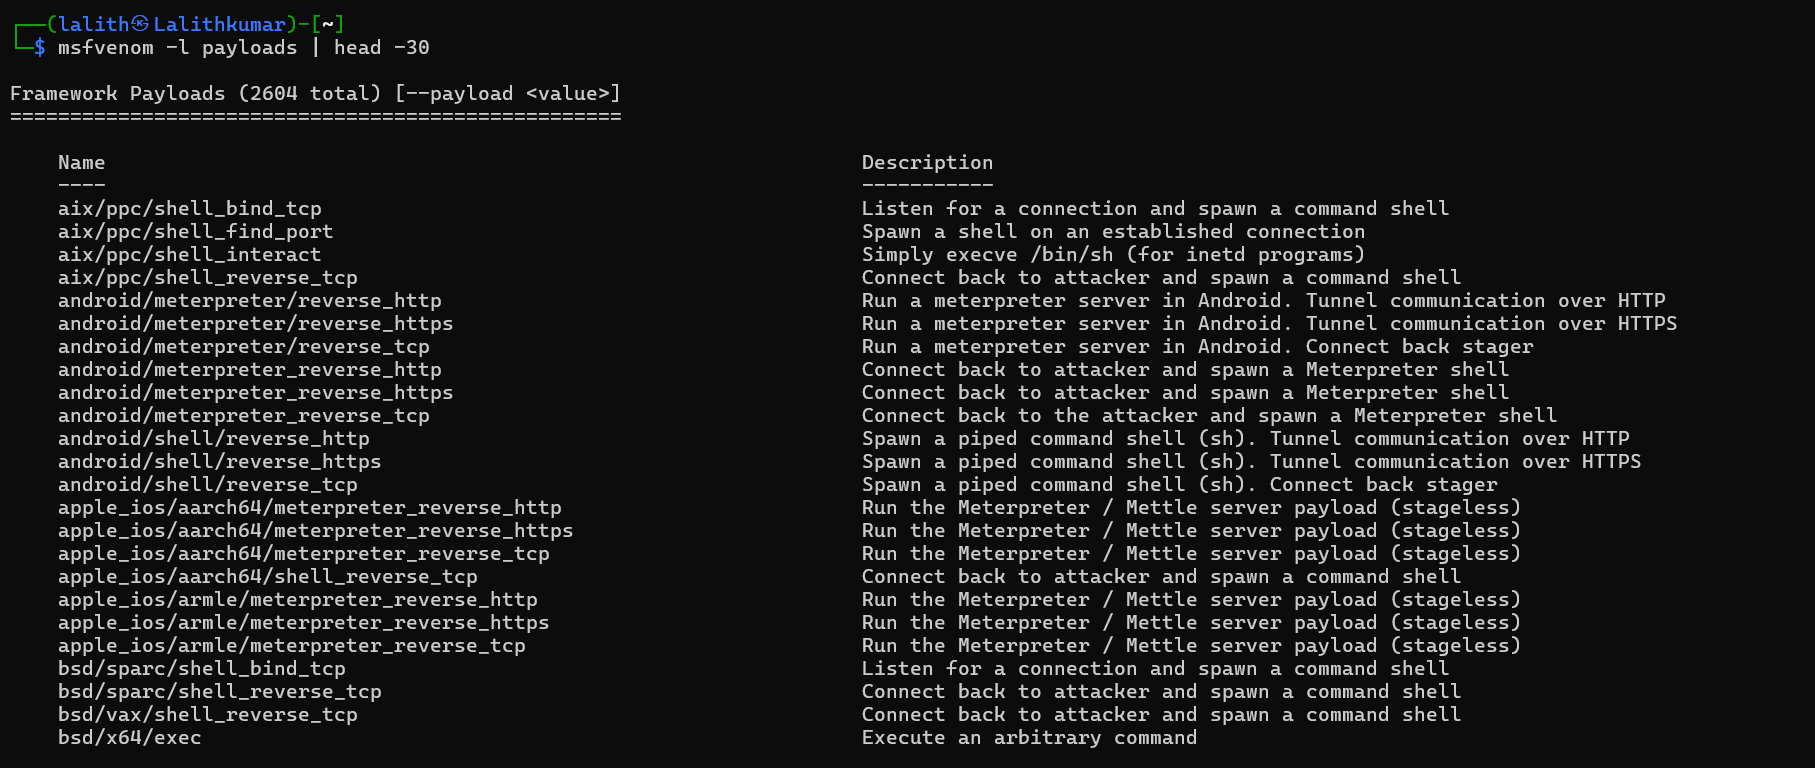 ┌──(lalith㉿Lalithkumar)-[~]
└─$ msfvenom -l payloads | head -30
Framework Payloads (2604 total) [--payload <value>]
===================================================
    Name                                                               Description
    ----                                                               -----------
    aix/ppc/shell_bind_tcp                                             Listen for a connection and spawn a command shell
    aix/ppc/shell_find_port                                            Spawn a shell on an established connection
    aix/ppc/shell_interact                                             Simply execve /bin/sh (for inetd programs)
    aix/ppc/shell_reverse_tcp                                          Connect back to attacker and spawn a command shell
    android/meterpreter/reverse_http                                   Run a meterpreter server in Android. Tunnel communication over HTTP
    android/meterpreter/reverse_https                                  Run a meterpreter server in Android. Tunnel communication over HTTPS
    android/meterpreter/reverse_tcp                                    Run a meterpreter server in Android. Connect back stager
    android/meterpreter_reverse_http                                   Connect back to attacker and spawn a Meterpreter shell
    android/meterpreter_reverse_https                                  Connect back to attacker and spawn a Meterpreter shell
    android/meterpreter_reverse_tcp                                    Connect back to the attacker and spawn a Meterpreter shell
    android/shell/reverse_http                                         Spawn a piped command shell (sh). Tunnel communication over HTTP
    android/shell/reverse_https                                        Spawn a piped command shell (sh). Tunnel communication over HTTPS
    android/shell/reverse_tcp                                          Spawn a piped command shell (sh). Connect back stager
    apple_ios/aarch64/meterpreter_reverse_http                         Run the Meterpreter / Mettle server payload (stageless)
    apple_ios/aarch64/meterpreter_reverse_https                        Run the Meterpreter / Mettle server payload (stageless)
    apple_ios/aarch64/meterpreter_reverse_tcp                          Run the Meterpreter / Mettle server payload (stageless)
    apple_ios/aarch64/shell_reverse_tcp                                Connect back to attacker and spawn a command shell
    apple_ios/armle/meterpreter_reverse_http                           Run the Meterpreter / Mettle server payload (stageless)
    apple_ios/armle/meterpreter_reverse_https                          Run the Meterpreter / Mettle server payload (stageless)
    apple_ios/armle/meterpreter_reverse_tcp                            Run the Meterpreter / Mettle server payload (stageless)
    bsd/sparc/shell_bind_tcp                                           Listen for a connection and spawn a command shell
    bsd/sparc/shell_reverse_tcp                                        Connect back to attacker and spawn a command shell
    bsd/vax/shell_reverse_tcp                                          Connect back to attacker and spawn a command shell
    bsd/x64/exec                                                       Execute an arbitrary command